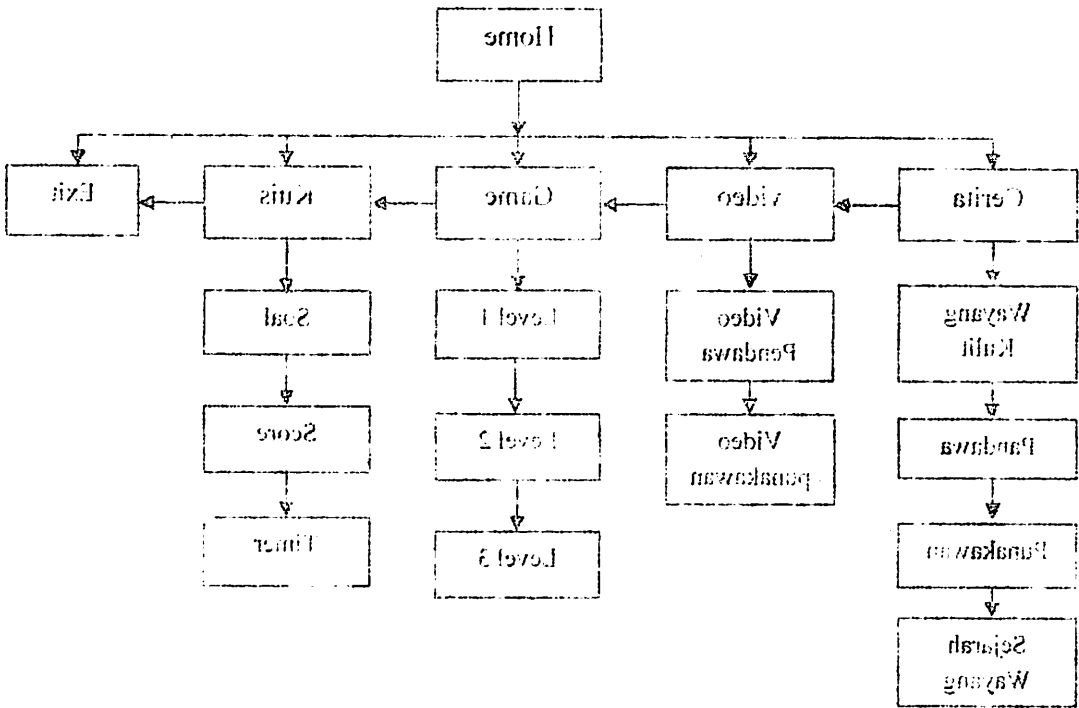 Home
Cerita
video
Game
Kuis
Exit
Wayang
Kulit
Pandawa
Punakawan
Sejarah
Wayang
Video
Pendawa
Video
punakawan
Level 1
Level 2
Level 3
Soal
Score
Timer